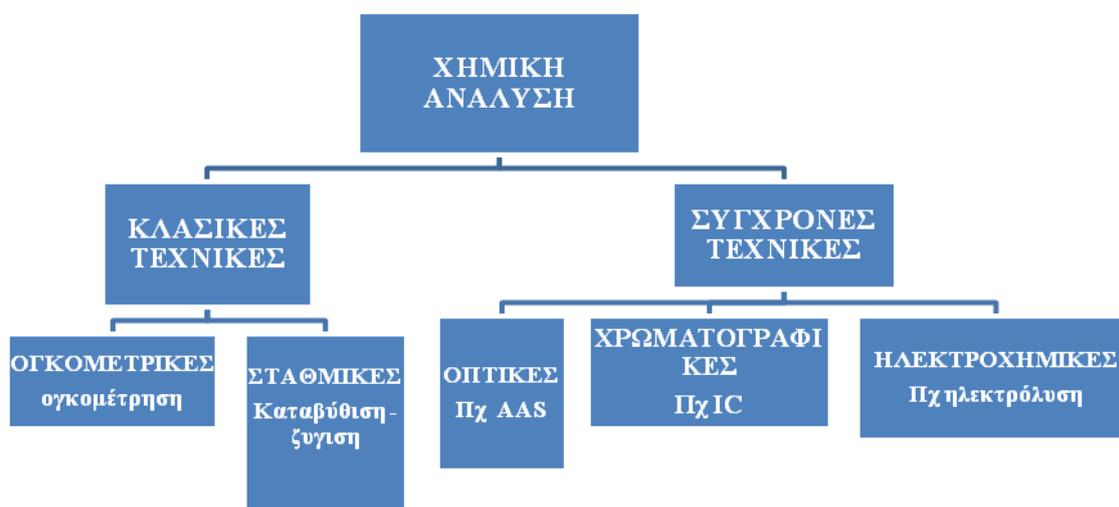 ΧΗΜΙΚΗ
ΑΝΑΛΥΣΗ
ΚΛΑΣΙΚΕΣ
ΤΕΧΝΙΚΕΣ
ΣΥΓΧΡΟΝΕΣ
ΤΕΧΝΙΚΕΣ
ΟΓΚΟΜΕΤΡΙΚΕΣ
ογκομέτρηση
ΣΤΑΘΜΙΚΕΣ
Καταβύθιση-
ζυγιση
ΟΠΤΙΚΕΣ
Πχ AAS
ΧΡΩΜΑΤΟΓΡΑΦΙ
ΚΕΣ
Πχ IC
ΗΛΕΚΤΡΟΧΗΜΙΚΕΣ
Πχ ηλεκτρόλυση